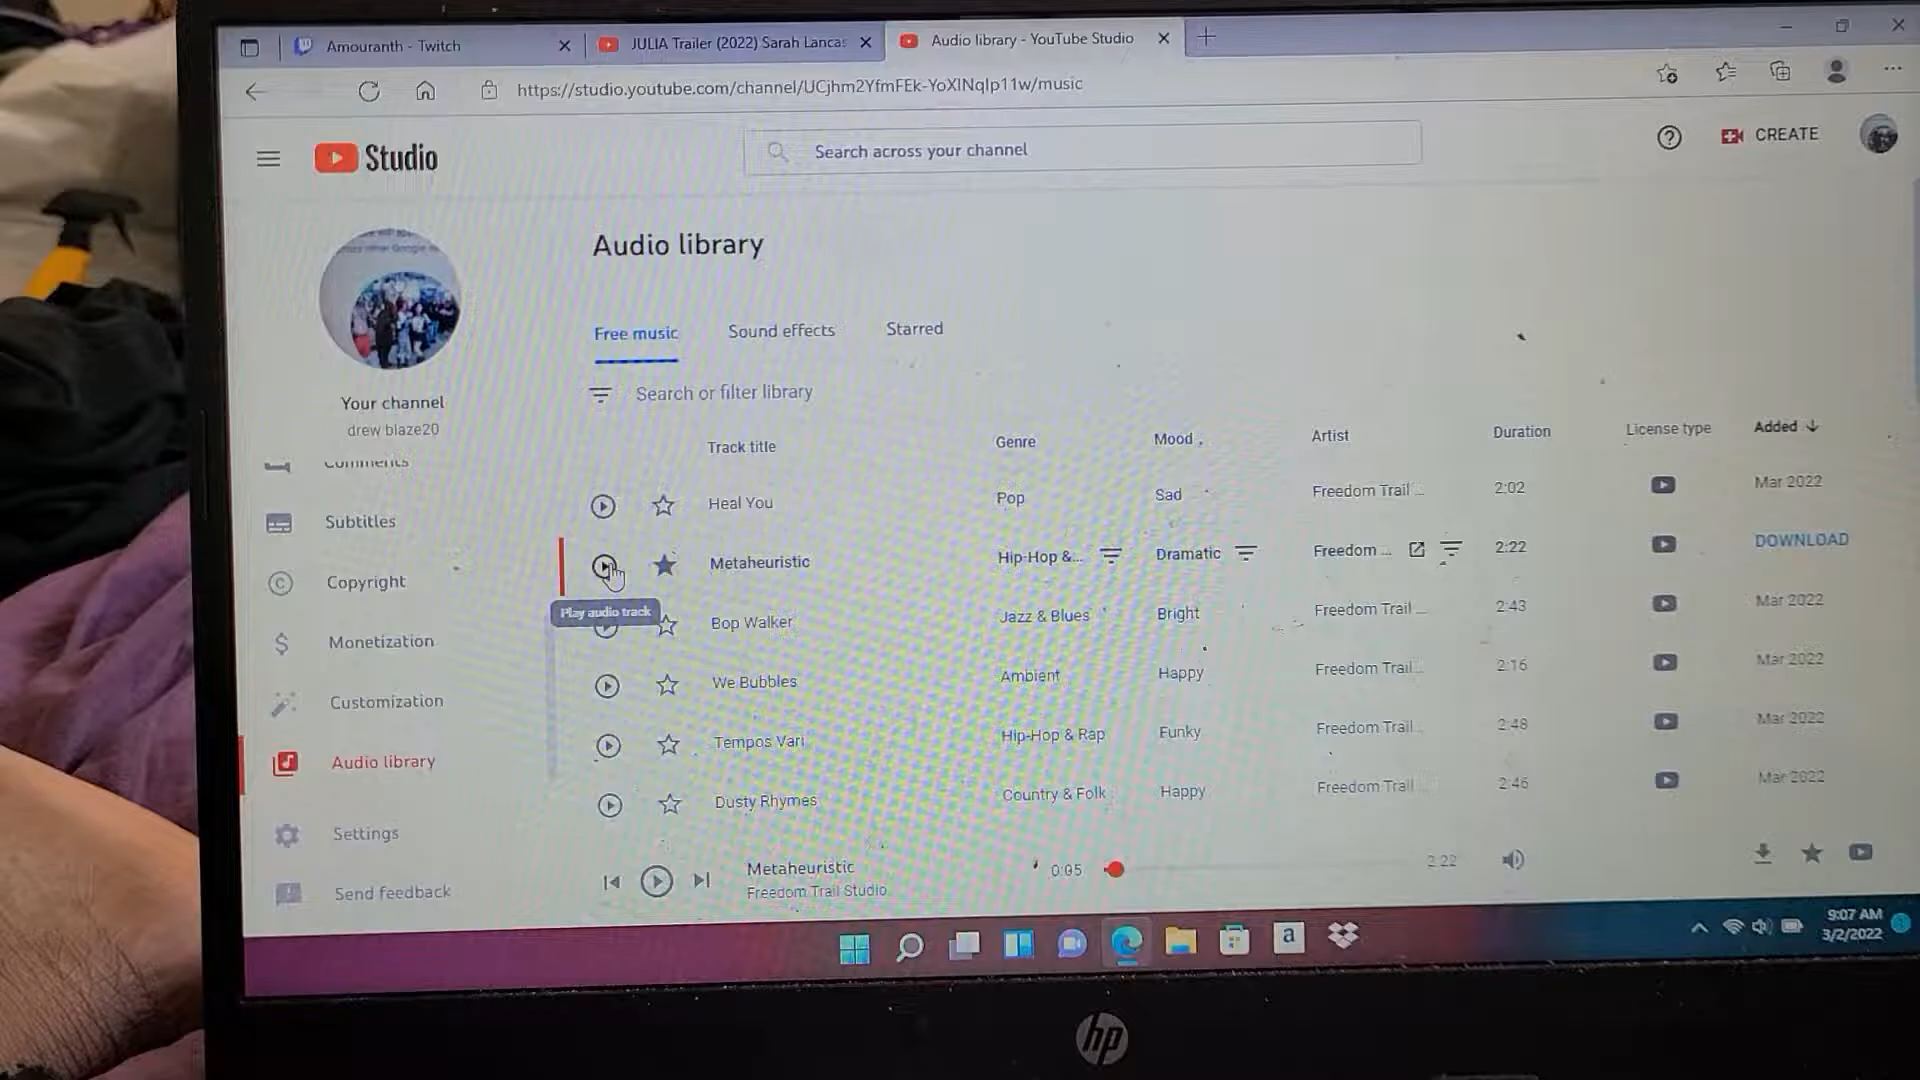 Amouranth - Twitch
JULIA Trailer (2022) Sarah Lancas
Audio library - YouTube Studio
https://studio.youtube.com/channel/UCjhm2YfmFEk-YoXINqIp11w/music
Studio
Search across your channel
CREATE
Audio library
Free music
Sound effects
Starred
Search or filter library
Your channel
drew blaze20
Comments
Subtitles
Copyright
Monetization
Customization
Audio library
Settings
Send feedback
Track title Genre Mood Artist Duration License type Added
Heal You Pop Sad Freedom Trail ... 2:02 Mar 2022
Metaheuristic Hip-Hop &... Dramatic Freedom ... 2:22 DOWNLOAD
Play audio track
Bop Walker Jazz & Blues Bright Freedom Trail ... 2:43 Mar 2022
We Bubbles Ambient Happy Freedom Trail... 2:16 Mar 2022
Tempos Vari Hip-Hop & Rap Funky Freedom Trail... 2:48 Mar 2022
Dusty Rhymes Country & Folk Happy Freedom Trail... 2:46 Mar 2022
Metaheuristic
Freedom Trail Studio
0:05
2:22
a
9:07 AM
3/2/2022
hp